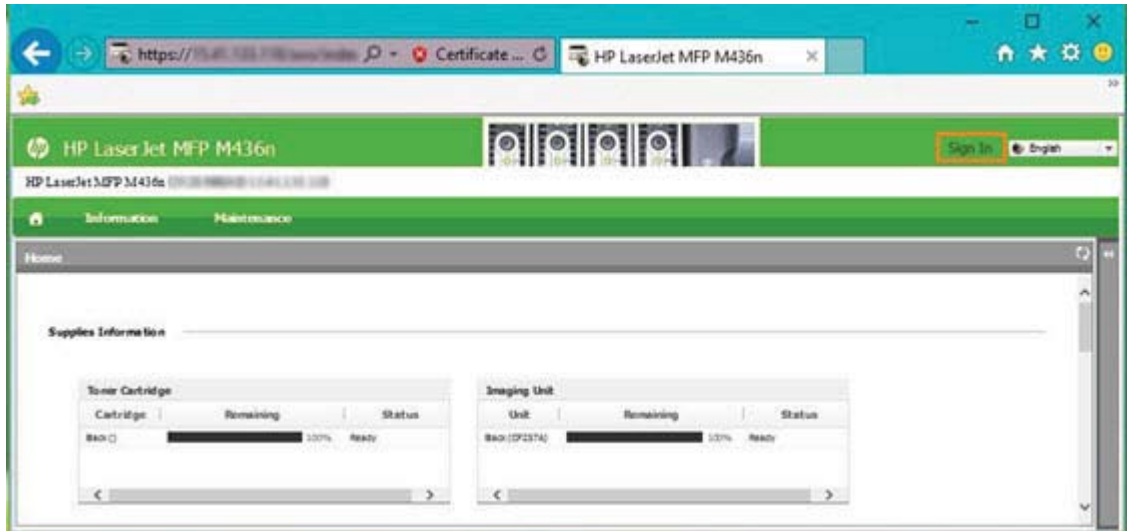 https://
Certificate ...
HP LaserJet MFP M436n
hp HP LaserJet MFP M436n
Sign In
English
HP LaserJet MFP M436n
Information Maintenance
Home
Supplies Information
Toner Cartridge
Cartridge Remaining Status
100% Ready
Imaging Unit
Unit Remaining Status
100% Ready